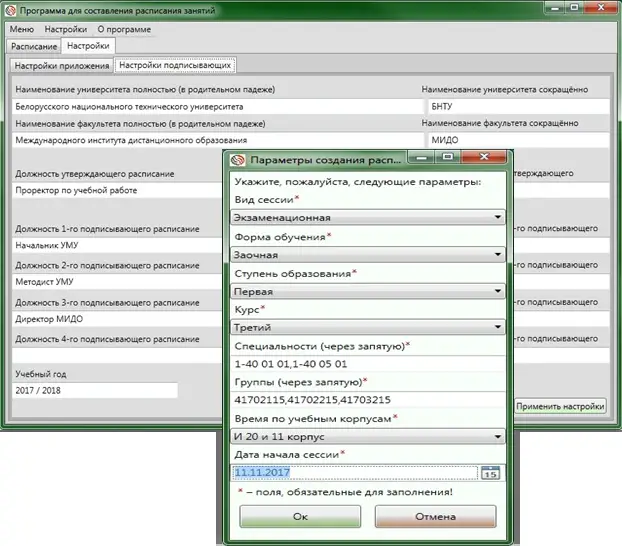 Программа для составления расписания занятий
Меню Настройки О программе
Расписание Настройки
Настройки приложения Настройки подписывающих
Наименование университета полностью (в родительном падеже) Наименование университета сокращённо
Белорусского национального технического университета БНТУ
Наименование факультета полностью (в родительном падеже) Наименование факультета сокращённо
Международного института дистанционного образования МИДО
Должность утверждающего расписание тверждающего
Проректор по учебной работе
Должность 1-го подписывающего расписание -го подписывающего
Начальник УМУ
Должность 2-го подписывающего расписание -го подписывающего
Методист УМУ
Должность 3-го подписывающего расписание -го подписывающего
Директор МИДО
Должность 4-го подписывающего расписание -го подписывающего
Учебный год
2017 / 2018
Применить настройки
Параметры создания расп...
Укажите, пожалуйста, следующие параметры:
Вид сессии*
Экзаменационная
Форма обучения*
Заочная
Ступень образования*
Первая
Курс*
Третий
Специальности (через запятую)*
1-40 01 01,1-40 05 01
Группы (через запятую)*
41702115,41702215,41703215
Время по учебным корпусам*
И 20 и 11 корпус
Дата начала сессии*
11.11.2017 15
* – поля, обязательные для заполнения!
Ок Отмена